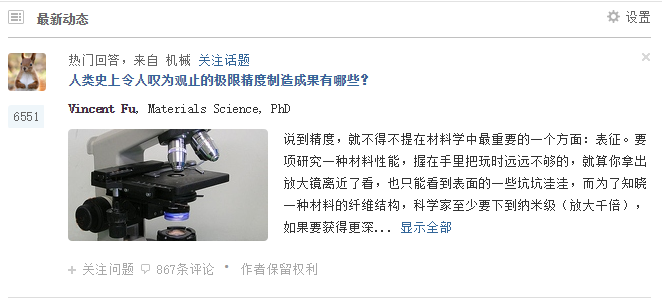 最新动态
设置
热门回答，来自 机械 关注话题
人类史上令人叹为观止的极限精度制造成果有哪些？
6551
Vincent Fu, Materials Science, PhD
说到精度，就不得不提在材料学中最重要的一个方面：表征。要
项研究一种材料性能，握在手里把玩时远远不够的，就算你拿出
放大镜离近了看，也只能看到表面的一些坑坑洼洼，而为了知晓
一种材料的纤维结构，科学家至少要下到纳米级（放大千倍），
如果要获得更深... 显示全部
关注问题 867条评论 • 作者保留权利